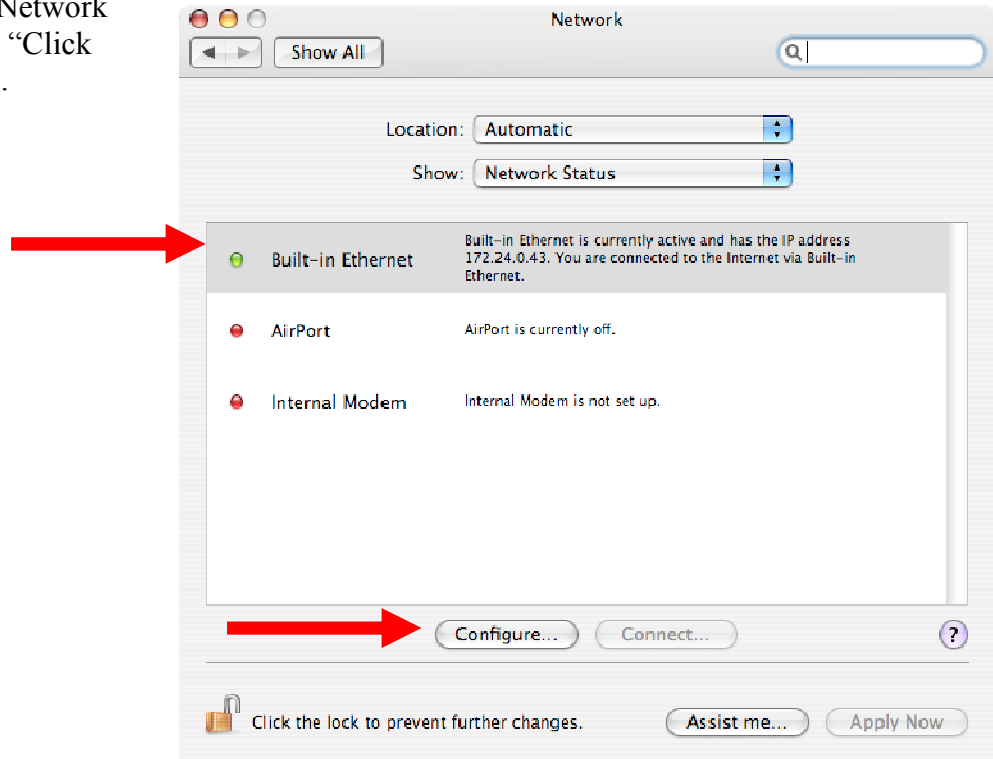 Network
“Click
.
Network
Show All
Location: Automatic
Show: Network Status
Built-in Ethernet
Built-in Ethernet is currently active and has the IP address
172.24.0.43. You are connected to the Internet via Built-in
Ethernet.
AirPort
AirPort is currently off.
Internal Modem
Internal Modem is not set up.
Configure...
Connect...
?
Click the lock to prevent further changes.
Assist me...
Apply Now